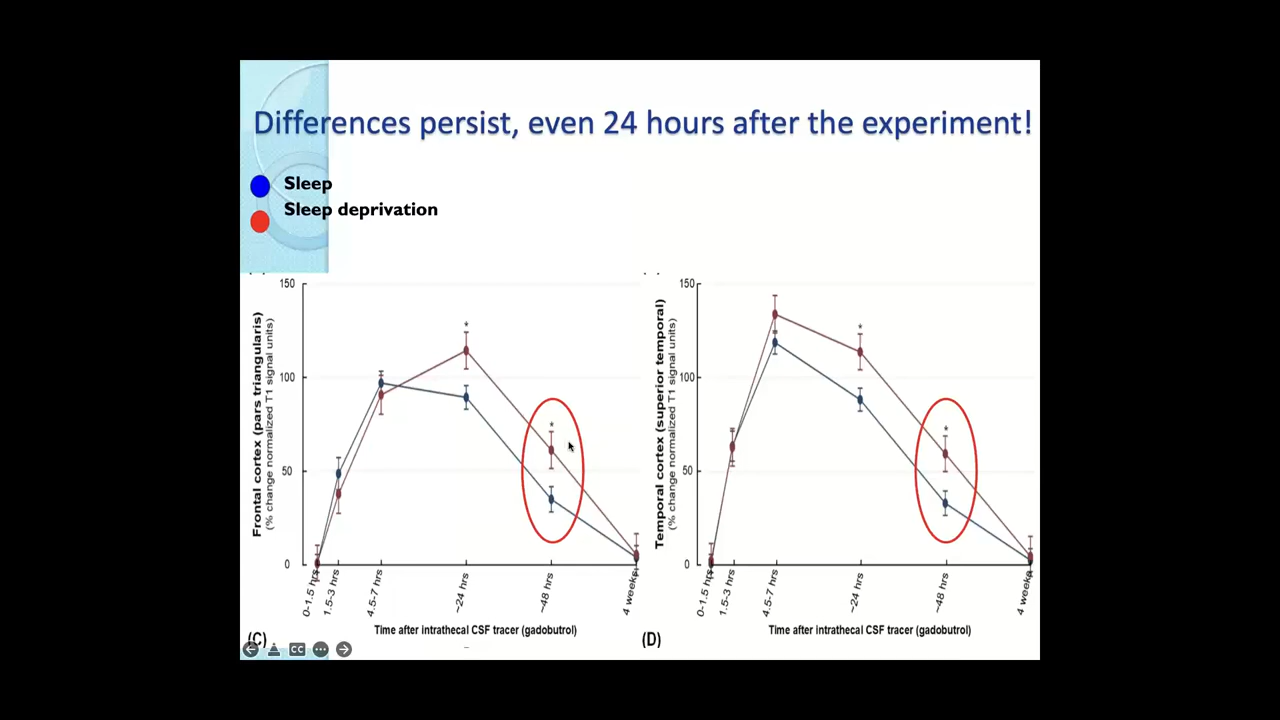 Differences persist, even 24 hours after the experiment!
Sleep
Sleep deprivation
Frontal cortex (pars triangularis)
(% change normalized T1 signal units)
150
100
50
0
*
*
0-1.5 hrs
1.5-3 hrs
4.5-7 hrs
~24 hrs
~48 hrs
4 weeks
Time after intrathecal CSF tracer (gadobutrol)
(C)
Temporal cortex (superior temporal)
(% change normalized T1 signal units)
150
100
50
0
*
*
0-1.5 hrs
1.5-3 hrs
4.5-7 hrs
~24 hrs
~48 hrs
4 weeks
Time after intrathecal CSF tracer (gadobutrol)
(D)
CC